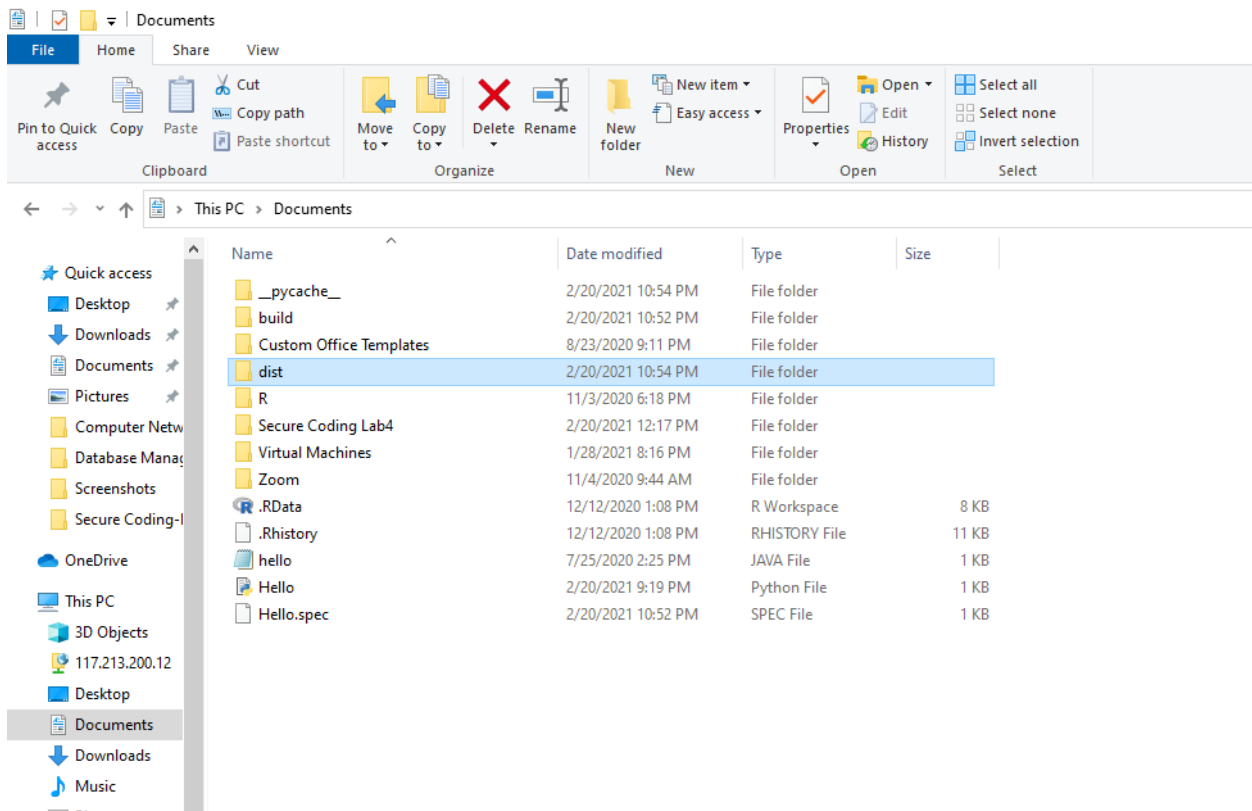 Documents
File Home Share View
Pin to Quick access
Copy
Paste
Cut
Copy path
Paste shortcut
Clipboard
Move to
Copy to
Delete
Rename
Organize
New folder
New item
Easy access
New
Properties
Open
Edit
History
Open
Select all
Select none
Invert selection
Select
This PC > Documents
Quick access
Desktop
Downloads
Documents
Pictures
Computer Netw
Database Manag
Screenshots
Secure Coding-
OneDrive
This PC
3D Objects
117.213.200.12
Desktop
Documents
Downloads
Music
Name Date modified Type Size
__pycache__ 2/20/2021 10:54 PM File folder
build 2/20/2021 10:52 PM File folder
Custom Office Templates 8/23/2020 9:11 PM File folder
dist 2/20/2021 10:54 PM File folder
R 11/3/2020 6:18 PM File folder
Secure Coding Lab4 2/20/2021 12:17 PM File folder
Virtual Machines 1/28/2021 8:16 PM File folder
Zoom 11/4/2020 9:44 AM File folder
.RData 12/12/2020 1:08 PM R Workspace 8 KB
.Rhistory 12/12/2020 1:08 PM RHISTORY File 11 KB
hello 7/25/2020 2:25 PM JAVA File 1 KB
Hello 2/20/2021 9:19 PM Python File 1 KB
Hello.spec 2/20/2021 10:52 PM SPEC File 1 KB